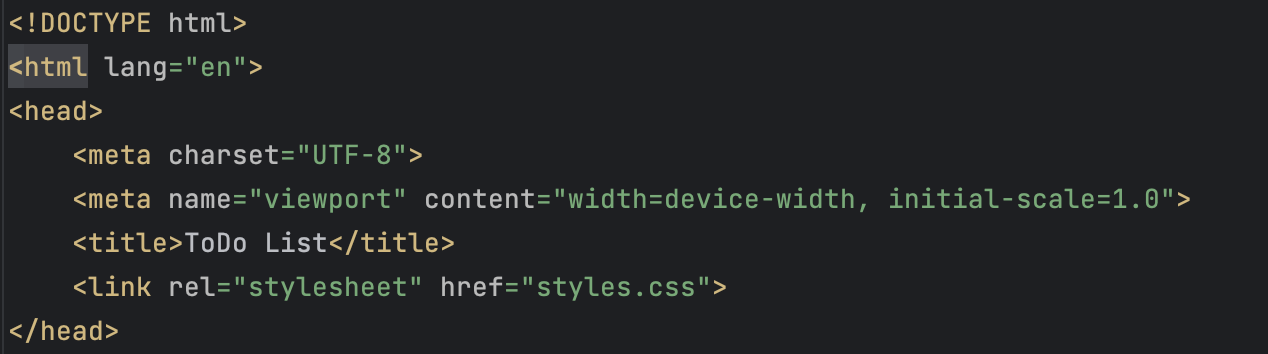 <!DOCTYPE html>
<html lang="en">
<head>
    <meta charset="UTF-8">
    <meta name="viewport" content="width=device-width, initial-scale=1.0">
    <title>ToDo List</title>
    <link rel="stylesheet" href="styles.css">
</head>